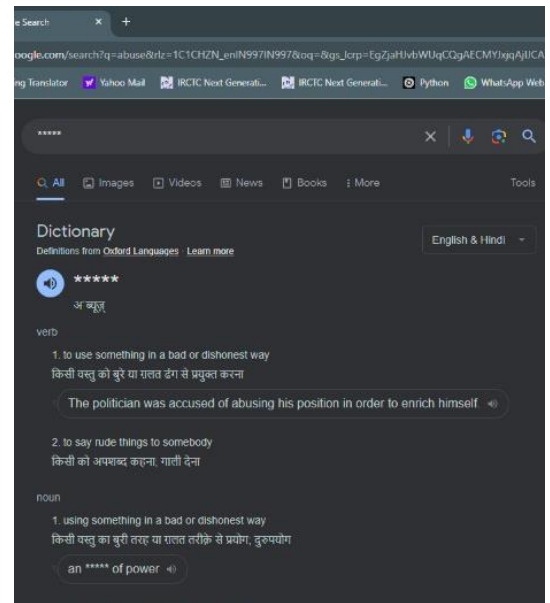 e Search × +
oogle.com/search?q=abuse&rlz=1C1CHZN_enIN997IN997&oq=&gs_lcrp=
ng Translator Yahoo Mail IRCTC Next Generati... IRCTC Next Generati... Python WhatsApp Web
*****
All Images Videos News Books More Tools
Dictionary
English & Hindi
Definitions from Oxford Languages · Learn more
*****
अ'ब्यूज़्
verb
1. to use something in a bad or dishonest way
किसी वस्तु को बुरे या ग़लत ढंग से प्रयुक्त करना
The politician was accused of abusing his position in order to enrich himself.
2. to say rude things to somebody
किसी को अपशब्द कहना, गाली देना
noun
1. using something in a bad or dishonest way
किसी वस्तु का बुरी तरह या ग़लत तरीक़े से प्रयोग; दुरुपयोग
an ***** of power